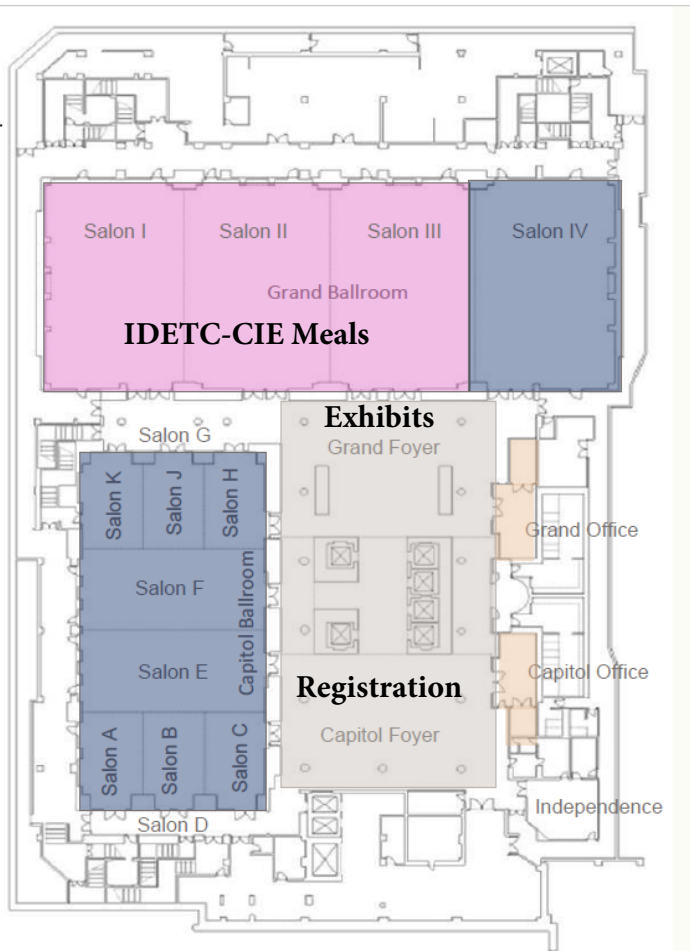 Salon I
Salon II
Salon III
Salon IV
Grand Ballroom
IDETC-CIE Meals
Exhibits
Grand Foyer
Salon G
Salon K
Salon J
Salon H
Grand Office
Salon F
Capitol Ballroom
Salon E
Capitol Office
Registration
Capitol Foyer
Salon A
Salon B
Salon C
Independence
Salon D